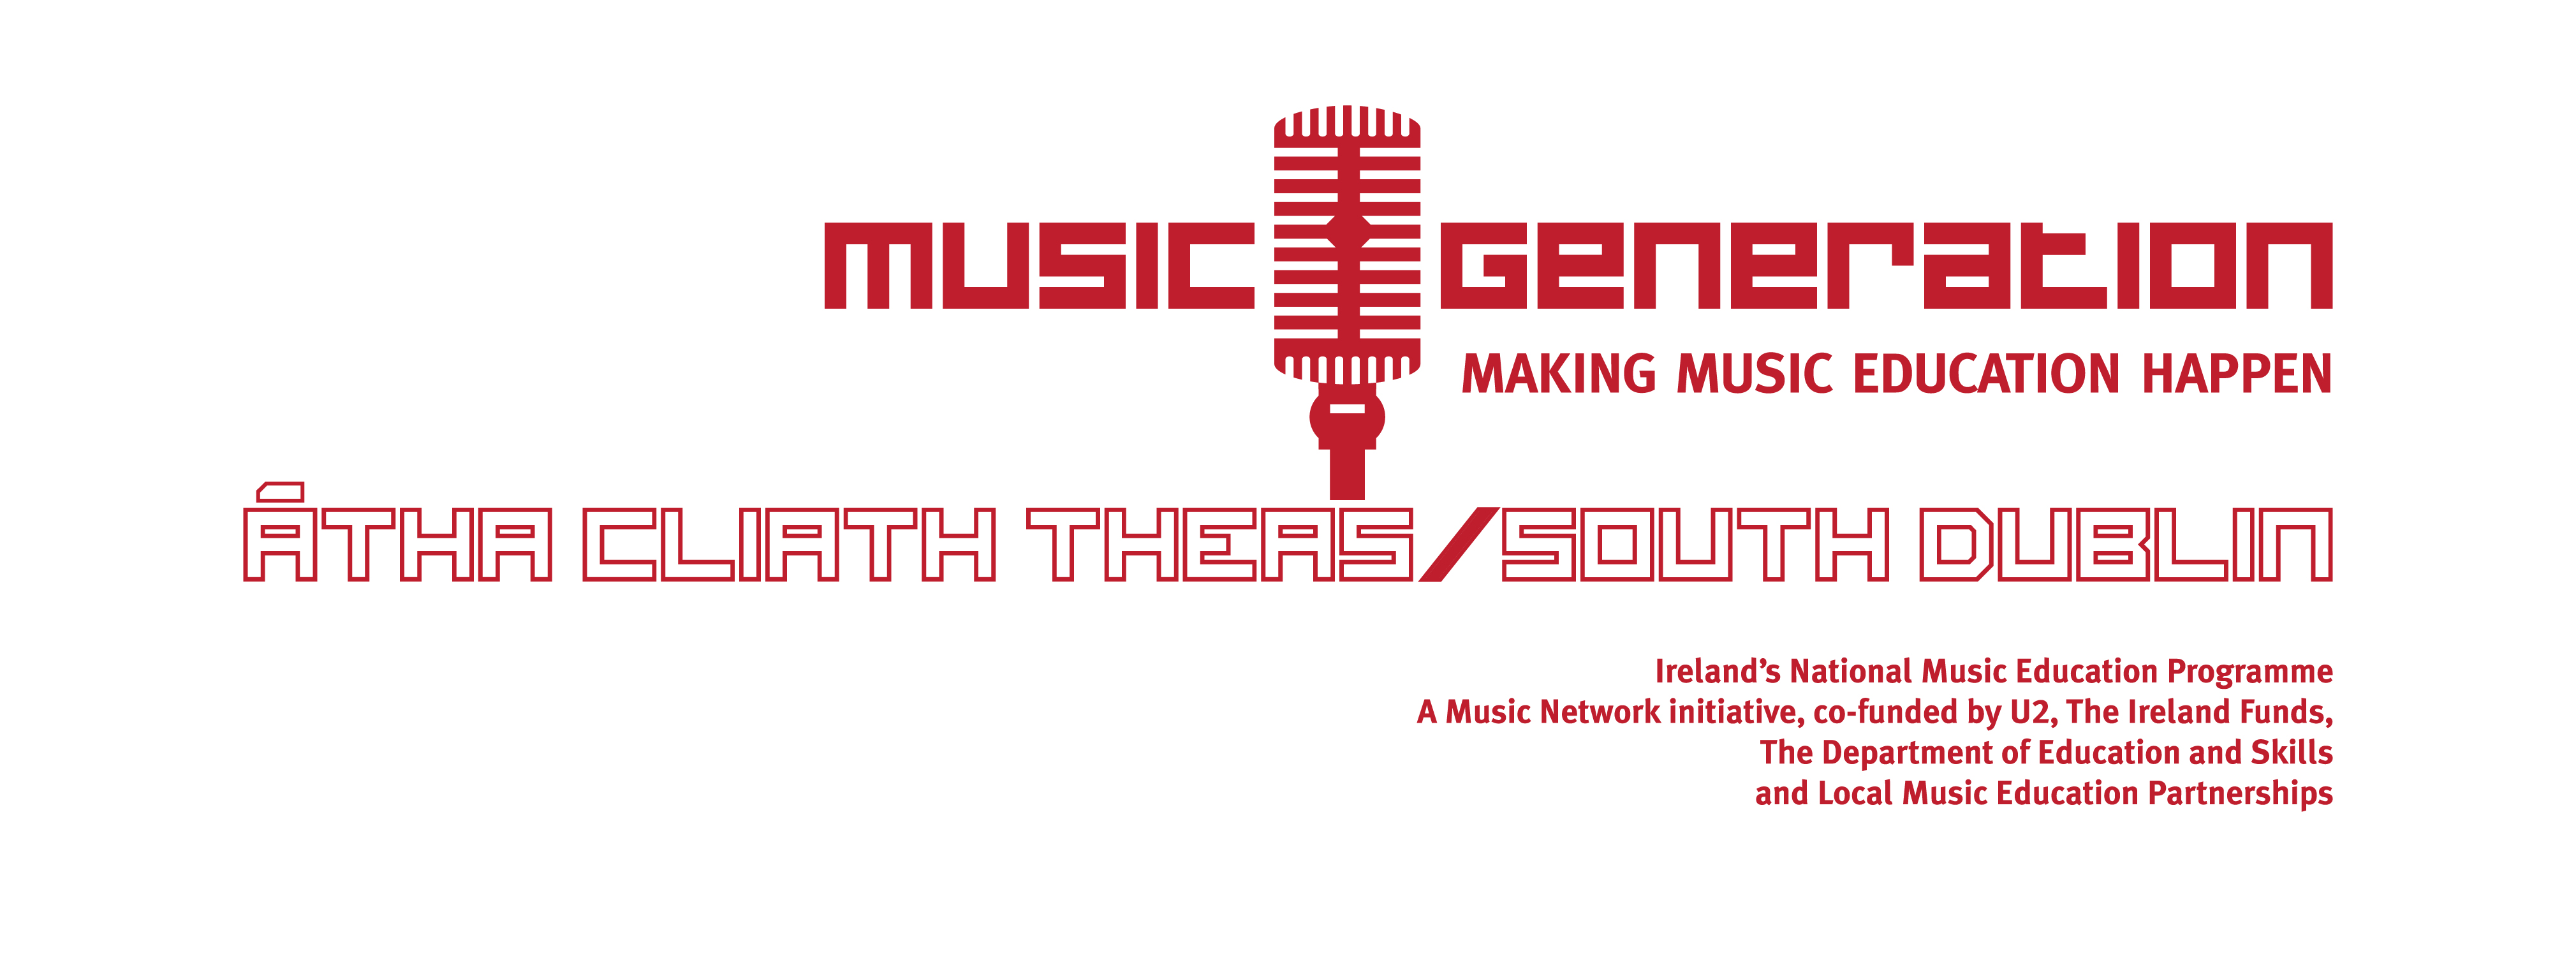 music Generation
MAKING MUSIC EDUCATION HAPPEN
ÁTHA CLIATH THEAS/SOUTH DUBLIN
Ireland’s National Music Education Programme
A Music Network initiative, co-funded by U2, The Ireland Funds,
The Department of Education and Skills
and Local Music Education Partnerships